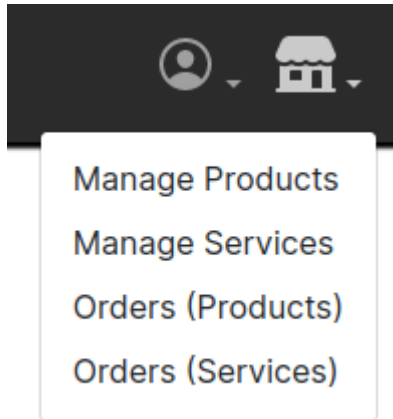 Manage Products
Manage Services
Orders (Products)
Orders (Services)